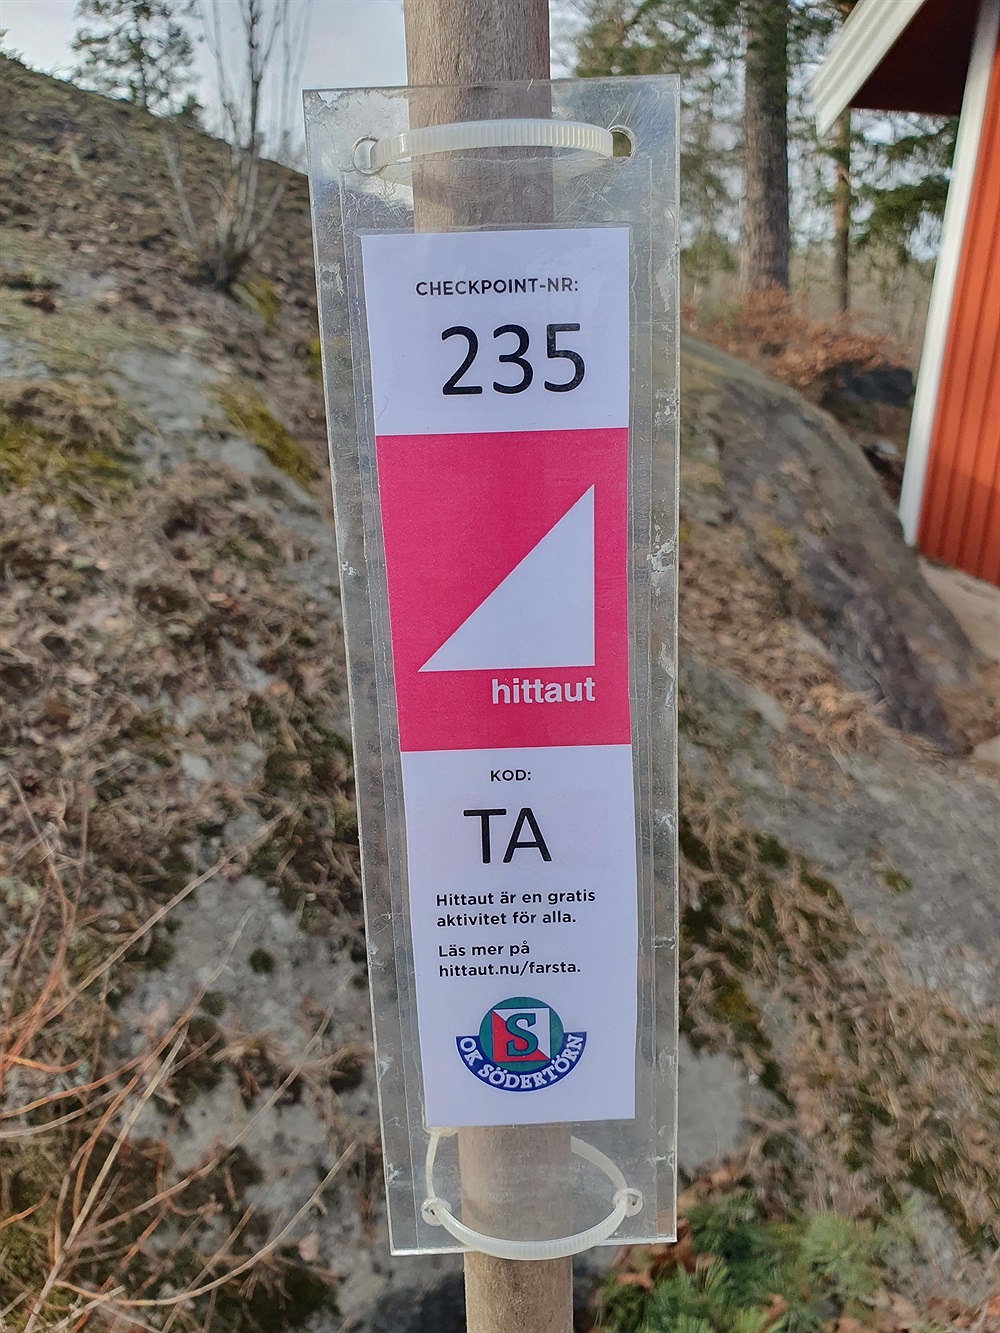 CHECKPOINT-NR:
235
hittaut
KOD:
TA
Hittaut är en gratis
aktivitet för alla.
Läs mer på
hittaut.nu/farsta.
S
OK SÖDERTÖRN